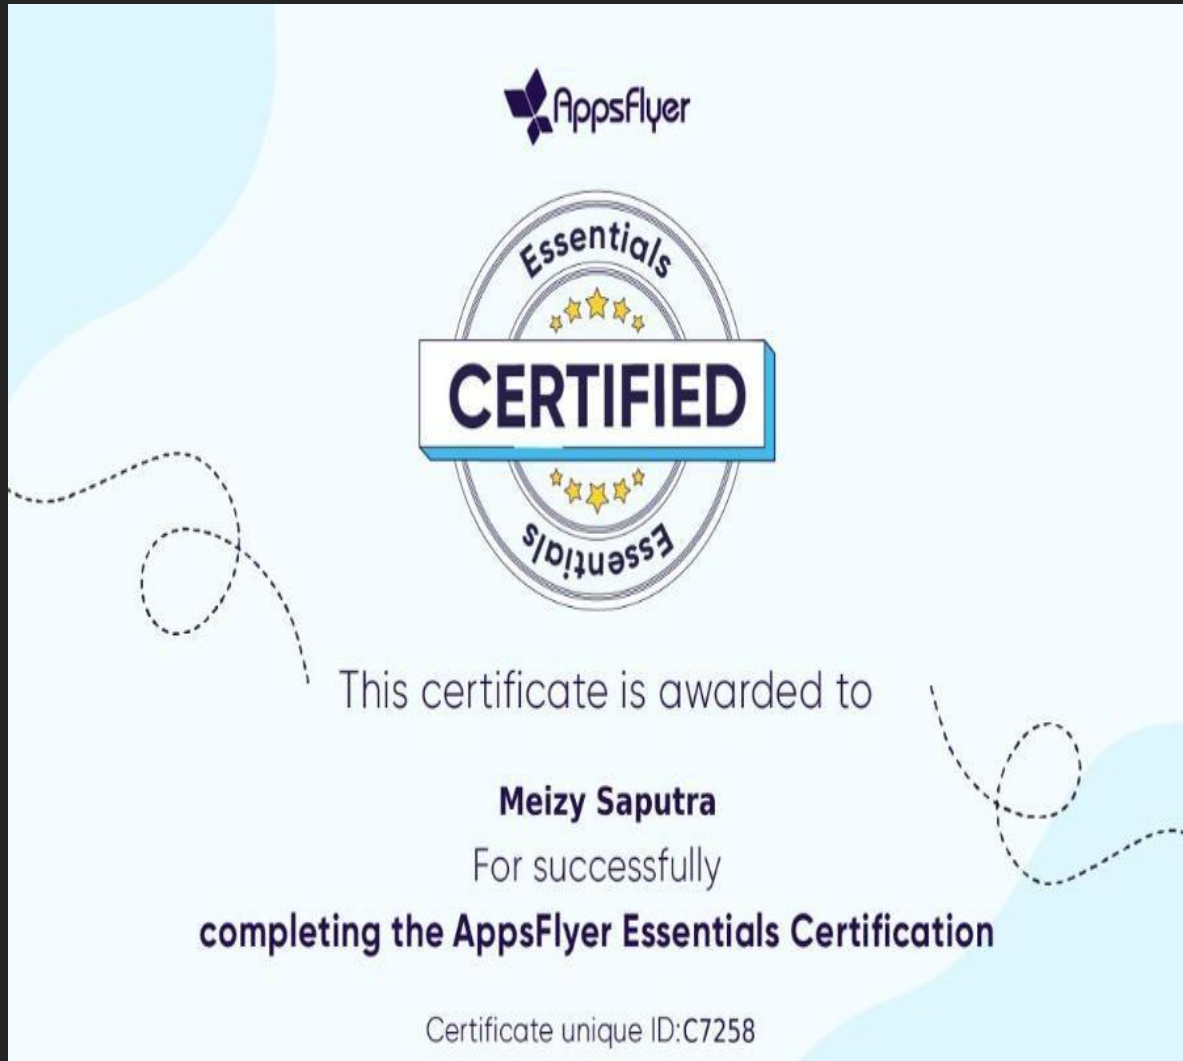 AppsFlyer
Essentials
CERTIFIED
Essentials
This certificate is awarded to
Meizy Saputra
For successfully
completing the AppsFlyer Essentials Certification
Certificate unique ID:C7258